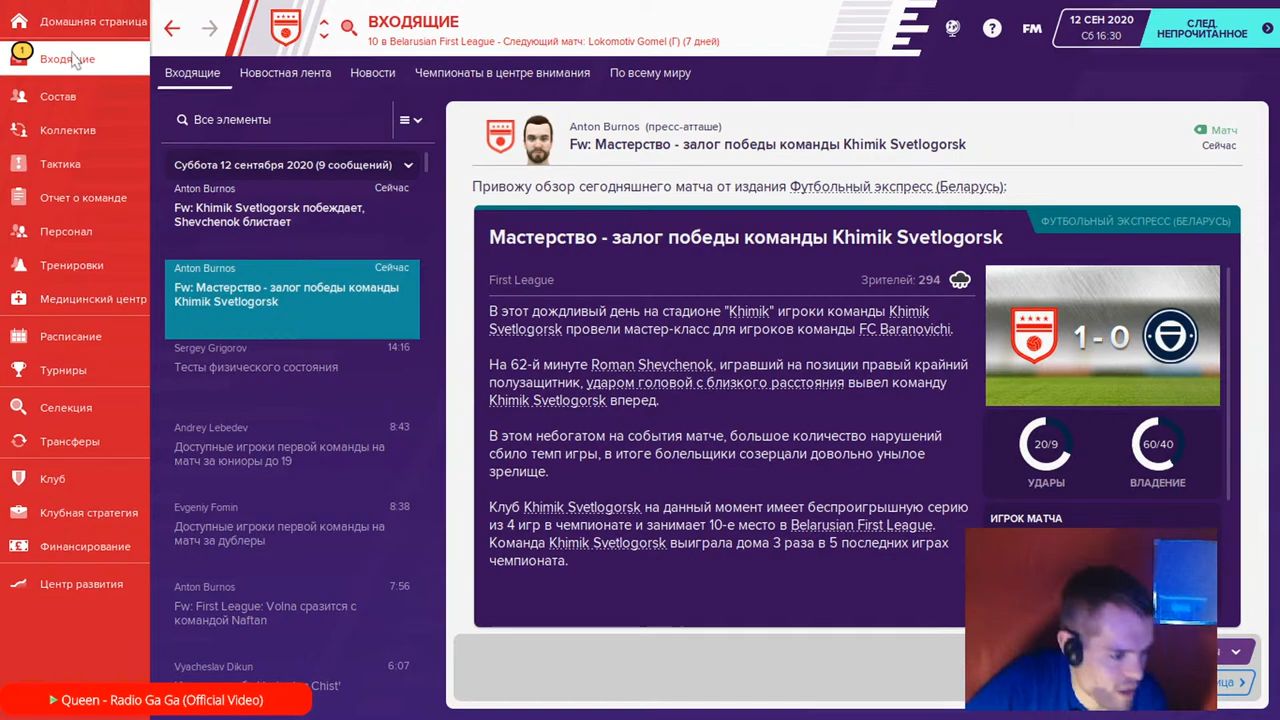 Домашняя страница
1
Входящие
Состав
Коллектив
Тактика
Отчет о команде
Персонал
Тренировки
Медицинский центр
Расписание
Турниры
Селекция
Трансферы
Клуб
Клубная стратегия
Финансирование
Центр развития
ВХОДЯЩИЕ
10 в Belarusian First League - Следующий матч: Lokomotiv Gomel (Г) (7 дней)
?
FM
12 СЕН 2020
Сб 16:30
СЛЕД.
НЕПРОЧИТАННОЕ
Входящие
Новостная лента
Новости
Чемпионаты в центре внимания
По всему миру
Все элементы
Суббота 12 сентября 2020 (9 сообщений)
Anton Burnos Сейчас
Fw: Khimik Svetlogorsk побеждает,
Shevchenok блистает
Anton Burnos Сейчас
Fw: Мастерство - залог победы команды
Khimik Svetlogorsk
Sergey Grigorov 14:16
Тесты физического состояния
Andrey Lebedev 8:43
Доступные игроки первой команды на
матч за юниоры до 19
Evgeniy Fomin 8:38
Доступные игроки первой команды на
матч за дублеры
Anton Burnos 7:56
Fw: First League: Volna сразится с
командой Naftan
Vyacheslav Dikun 6:07
Chist'
Anton Burnos (пресс-атташе)
Fw: Мастерство - залог победы команды Khimik Svetlogorsk
Матч
Сейчас
Привожу обзор сегодняшнего матча от издания Футбольный экспресс (Беларусь):
ФУТБОЛЬНЫЙ ЭКСПРЕСС (БЕЛАРУСЬ)
Мастерство - залог победы команды Khimik Svetlogorsk
First League Зрителей: 294
В этот дождливый день на стадионе "Khimik" игроки команды Khimik
Svetlogorsk провели мастер-класс для игроков команды FC Baranovichi.
На 62-й минуте Roman Shevchenok, игравший на позиции правый крайний
полузащитник, ударом головой с близкого расстояния вывел команду
Khimik Svetlogorsk вперед.
В этом небогатом на события матче, большое количество нарушений
сбило темп игры, в итоге болельщики созерцали довольно унылое
зрелище.
Клуб Khimik Svetlogorsk на данный момент имеет беспроигрышную серию
из 4 игр в чемпионате и занимает 10-е место в Belarusian First League.
Команда Khimik Svetlogorsk выиграла дома 3 раза в 5 последних играх
чемпионата.
1 - 0
20/9
УДАРЫ
60/40
ВЛАДЕНИЕ
ИГРОК МАТЧА
Queen - Radio Ga Ga (Official Video)